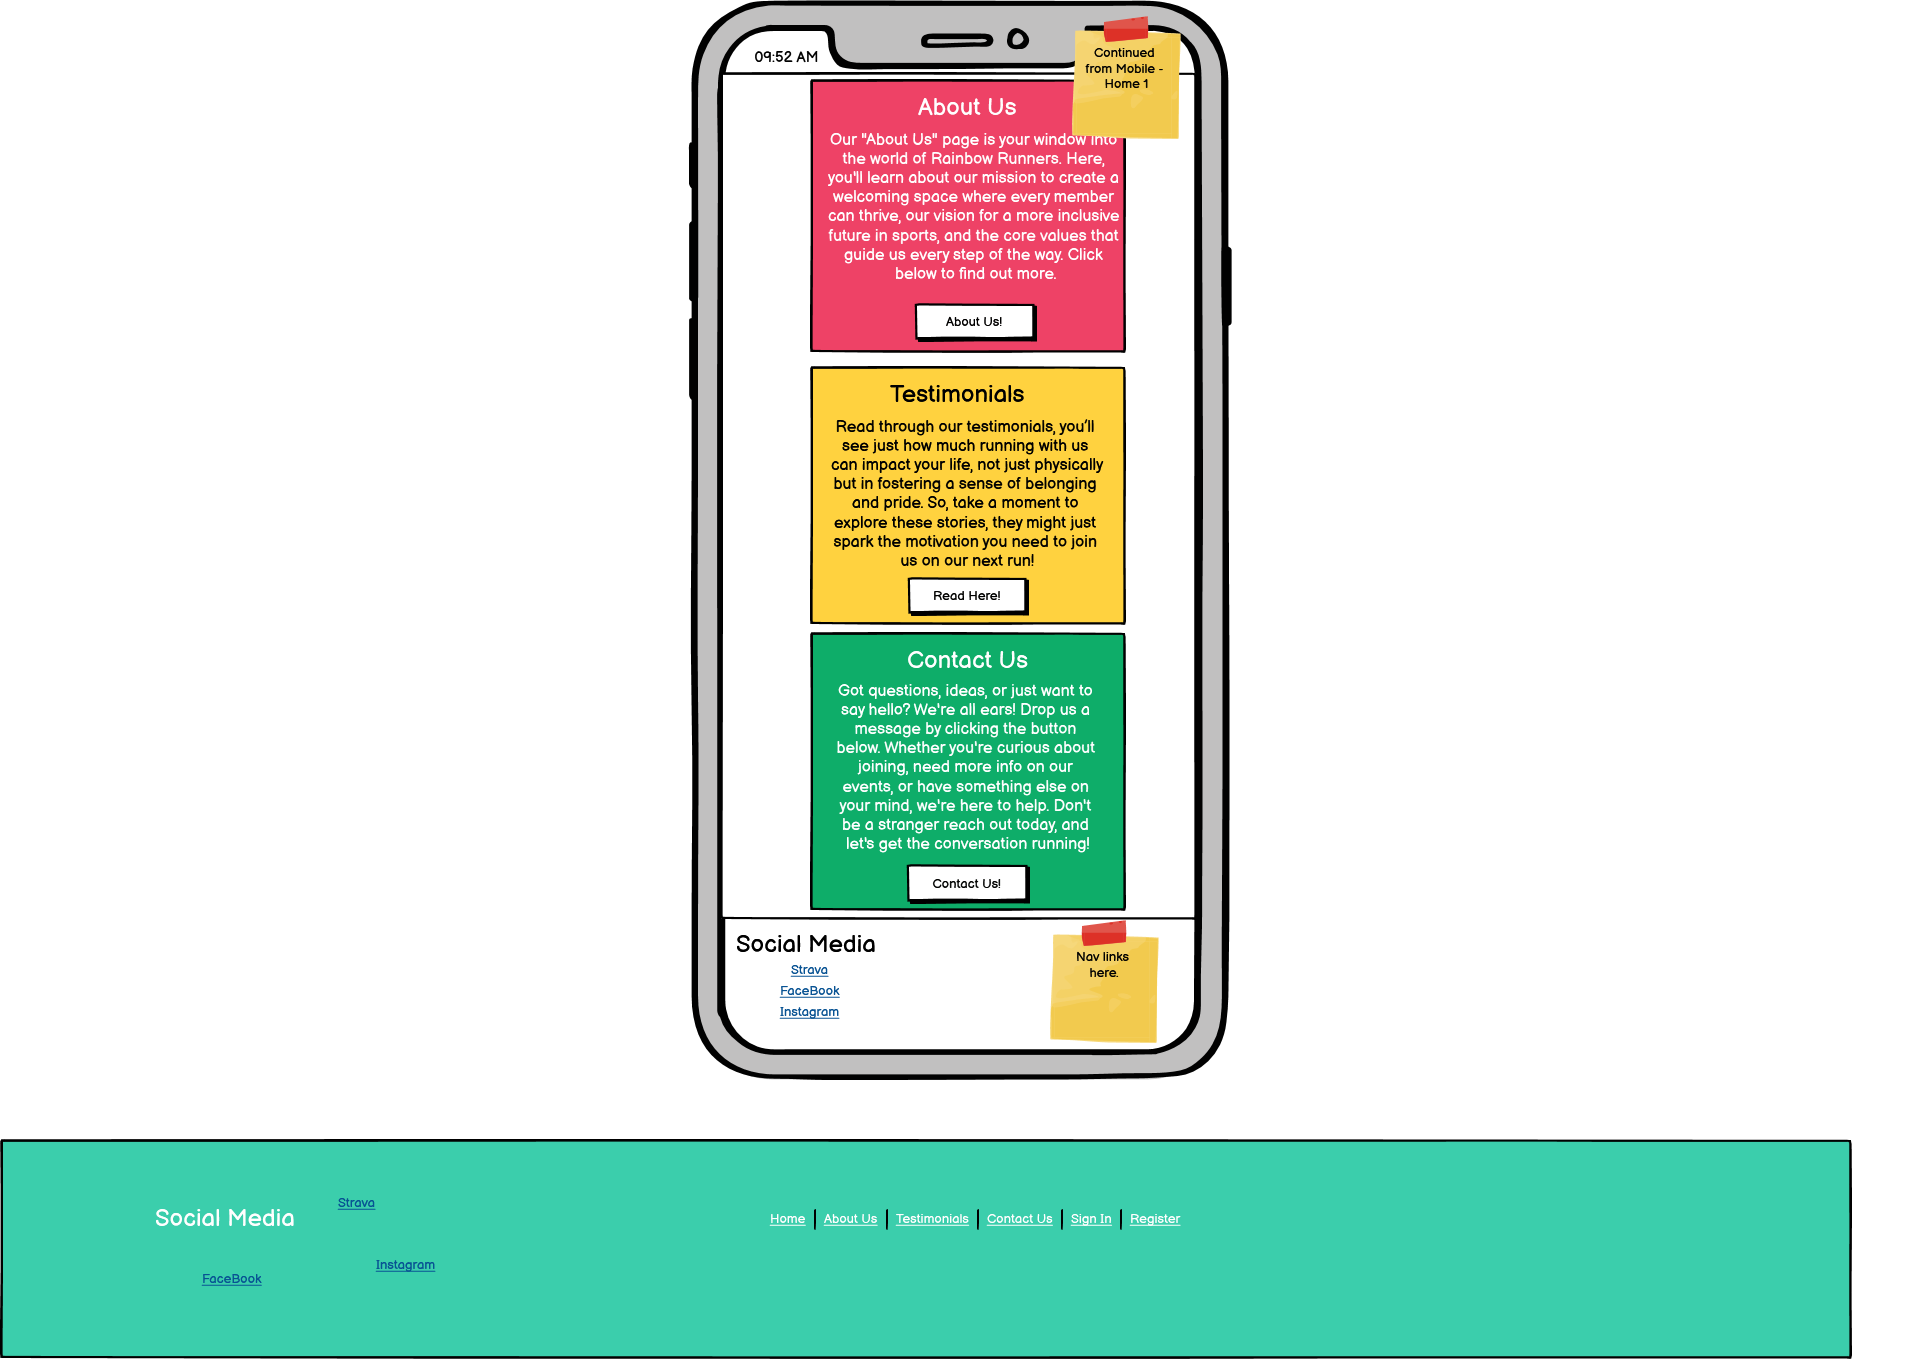 09:52 AM
Continued
from Mobile -
Home 1
About Us
Our "About Us" page is your window into
the world of Rainbow Runners. Here,
you'll learn about our mission to create a
welcoming space where every member
can thrive, our vision for a more inclusive
future in sports, and the core values that
guide us every step of the way. Click
below to find out more.
About Us!
Testimonials
Read through our testimonials, you'll
see just how much running with us
can impact your life, not just physically
but in fostering a sense of belonging
and pride. So, take a moment to
explore these stories, they might just
spark the motivation you need to join
us on our next run!
Read Here!
Contact Us
Got questions, ideas, or just want to
say hello? We're all ears! Drop us a
message by clicking the button
below. Whether you're curious about
joining, need more info on our
events, or have something else on
your mind, we're here to help. Don't
be a stranger reach out today, and
let's get the conversation running!
Contact Us!
Social Media
Strava
FaceBook
Instagram
Nav links
here.
Social Media
Strava
FaceBook
Instagram
Home | About Us | Testimonials | Contact Us | Sign In | Register